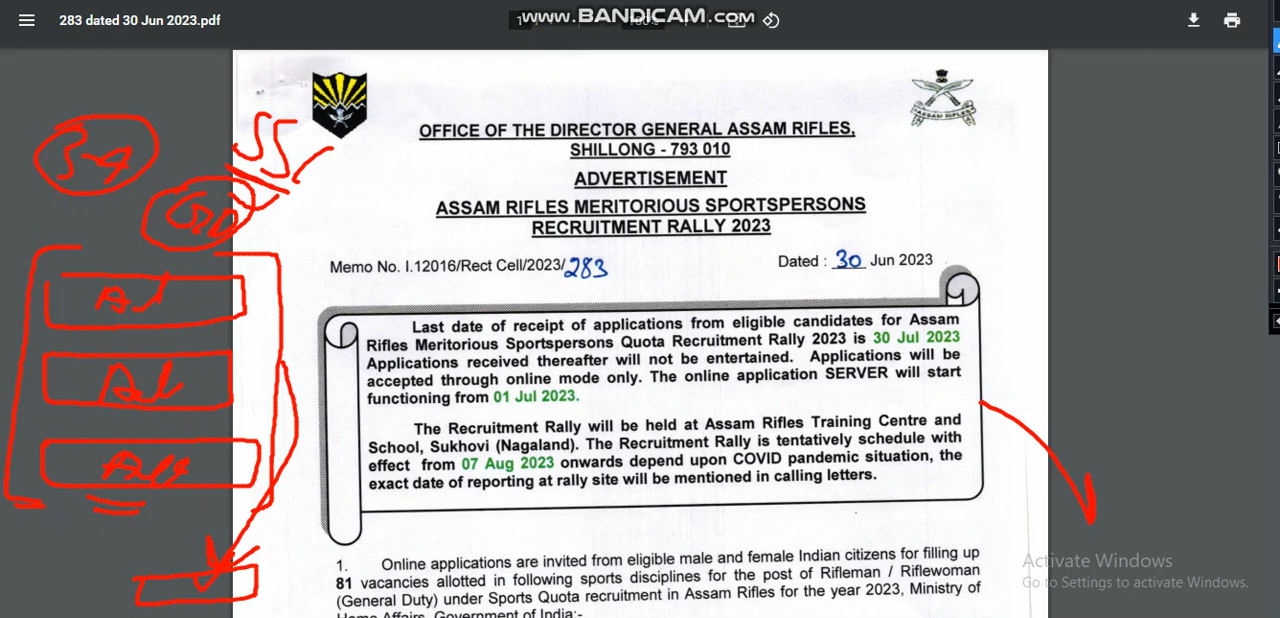 283 dated 30 Jun 2023.pdf
www.BANDICAM.com
ASSAM RIFLES
OFFICE OF THE DIRECTOR GENERAL ASSAM RIFLES,
SHILLONG - 793 010
ADVERTISEMENT
ASSAM RIFLES MERITORIOUS SPORTSPERSONS
RECRUITMENT RALLY 2023
Memo No. I.12016/Rect Cell/2023/283
Dated : 30 Jun 2023
Last date of receipt of applications from eligible candidates for Assam
Rifles Meritorious Sportspersons Quota Recruitment Rally 2023 is 30 Jul 2023
Applications received thereafter will not be entertained. Applications will be
accepted through online mode only. The online application SERVER will start
functioning from 01 Jul 2023.
The Recruitment Rally will be held at Assam Rifles Training Centre and
School, Sukhovi (Nagaland). The Recruitment Rally is tentatively schedule with
effect from 07 Aug 2023 onwards depend upon COVID pandemic situation, the
exact date of reporting at rally site will be mentioned in calling letters.
1. Online applications are invited from eligible male and female Indian citizens for filling up
81 vacancies allotted in following sports disciplines for the post of Rifleman / Riflewoman
(General Duty) under Sports Quota recruitment in Assam Rifles for the year 2023, Ministry of
Home Affairs, Government of India:-
Activate Windows
Go to Settings to activate Windows.